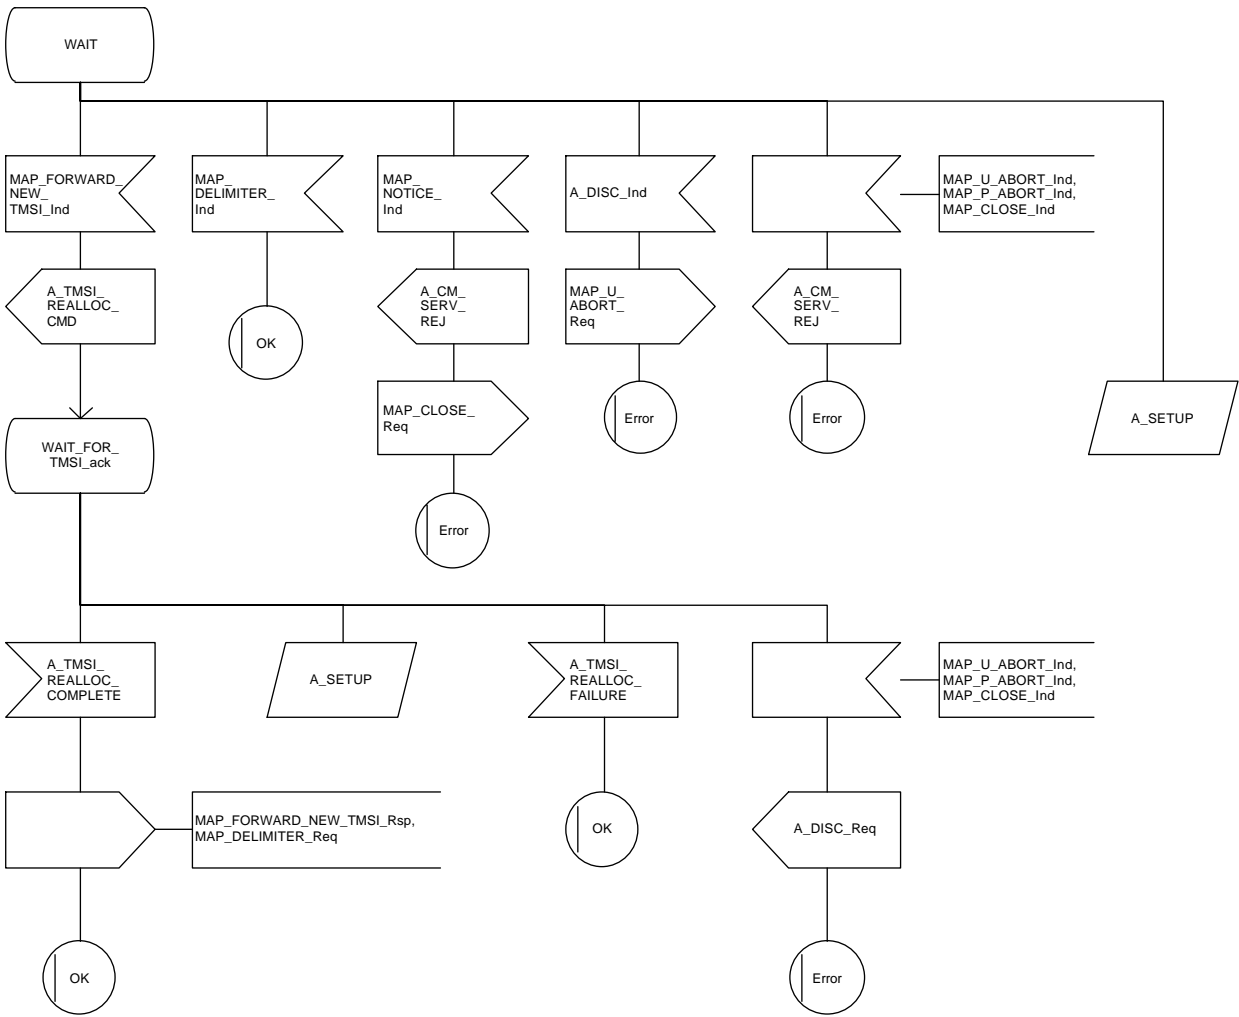 WAIT
MAP_FORWARD_
NEW_
TMSI_Ind
MAP_
DELIMITER_
Ind
MAP_
NOTICE_
Ind
A_DISC_Ind
MAP_U_ABORT_Ind,
MAP_P_ABORT_Ind,
MAP_CLOSE_Ind
A_TMSI_
REALLOC_
CMD
OK
A_CM_
SERV_
REJ
MAP_U_
ABORT_
Req
A_CM_
SERV_
REJ
MAP_CLOSE_
Req
Error
Error
A_SETUP
WAIT_FOR_
TMSI_ack
Error
A_TMSI_
REALLOC_
COMPLETE
A_SETUP
A_TMSI_
REALLOC_
FAILURE
MAP_U_ABORT_Ind,
MAP_P_ABORT_Ind,
MAP_CLOSE_Ind
MAP_FORWARD_NEW_TMSI_Rsp,
MAP_DELIMITER_Req
OK
A_DISC_Req
OK
Error